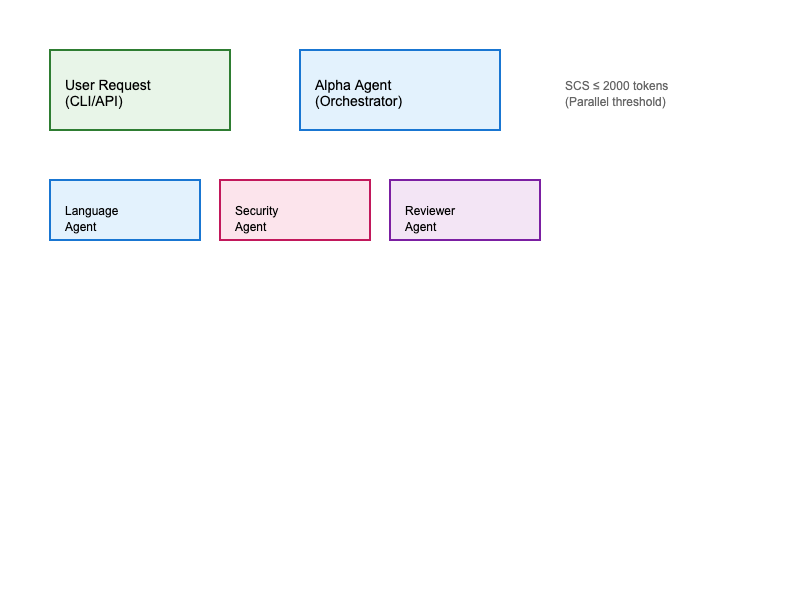 User Request
(CLI/API)
Alpha Agent
(Orchestrator)
SCS ≤ 2000 tokens
(Parallel threshold)
Language
Agent
Security
Agent
Reviewer
Agent